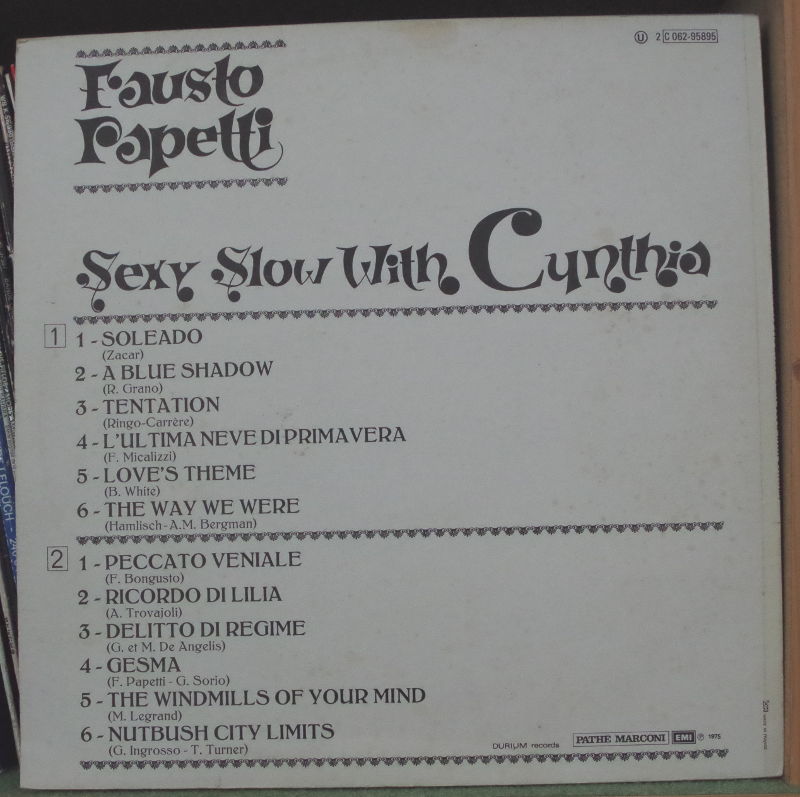 Ⓤ 2 C 062-95895
Fausto
Papetti
Sexy Slow With Cynthia
1
1 - SOLEADO
(Zacar)
2 - A BLUE SHADOW
(R. Grano)
3 - TENTATION
(Ringo-Carrère)
4 - L'ULTIMA NEVE DI PRIMAVERA
(F. Micalizzi)
5 - LOVE'S THEME
(B. White)
6 - THE WAY WE WERE
(Hamlisch - A.M. Bergman)
2
1 - PECCATO VENIALE
(F. Bongusto)
2 - RICORDO DI LILIA
(A. Trovajoli)
3 - DELITTO DI REGIME
(G. et M. De Angelis)
4 - GESMA
(F. Papetti - G. Sorio)
5 - THE WINDMILLS OF YOUR MIND
(M. Legrand)
6 - NUTBUSH CITY LIMITS
(G. Ingrosso - T. Turner)
DURIUM records PATHE MARCONI EMI ℗ 1975
LELOUCH